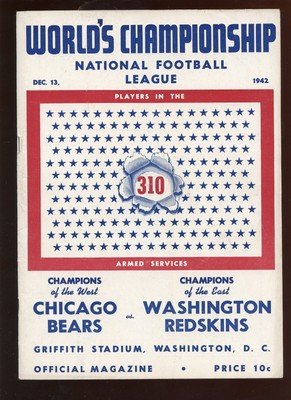 WORLD'S CHAMPIONSHIP
NATIONAL FOOTBALL
DEC. 13, LEAGUE 1942
PLAYERS IN THE
310
ARMED SERVICES
CHAMPIONS
of the West
CHICAGO
BEARS
vs.
CHAMPIONS
of the East
WASHINGTON
REDSKINS
GRIFFITH STADIUM, WASHINGTON, D. C.
OFFICIAL MAGAZINE • PRICE 10c